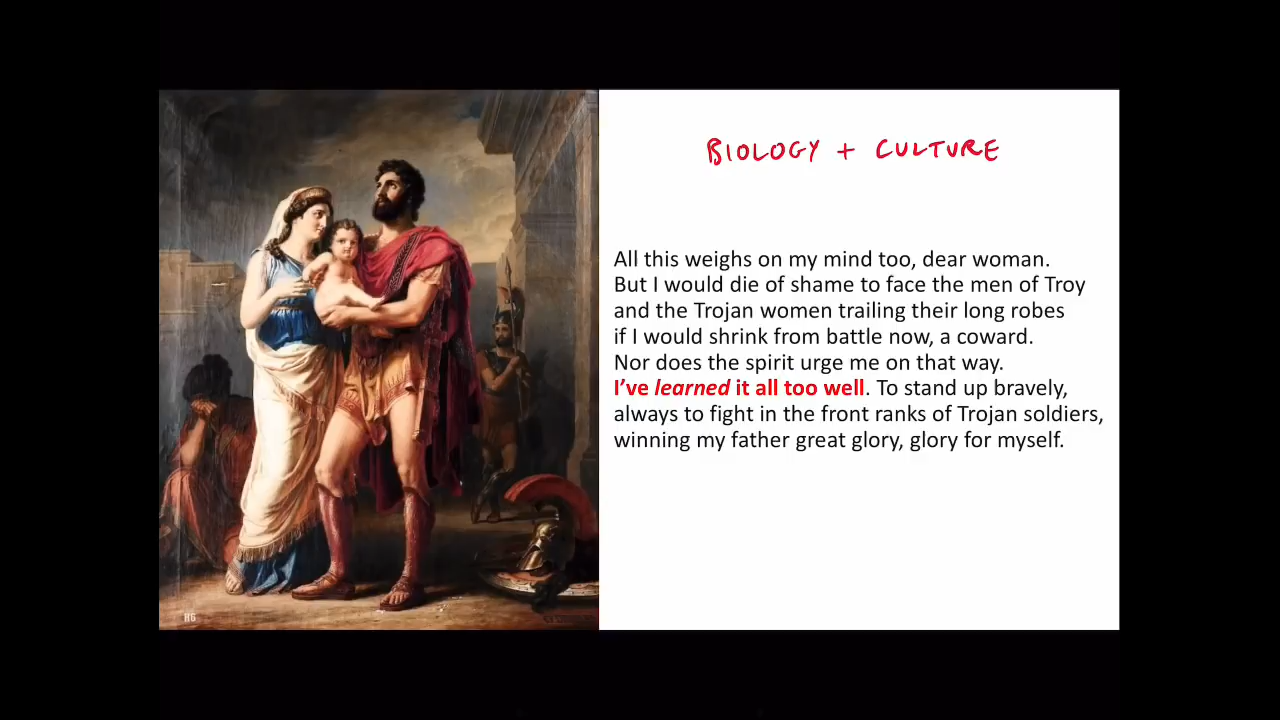 BIOLOGY + CULTURE
All this weighs on my mind too, dear woman.
But I would die of shame to face the men of Troy
and the Trojan women trailing their long robes
if I would shrink from battle now, a coward.
Nor does the spirit urge me on that way.
I’ve learned it all too well. To stand up bravely,
always to fight in the front ranks of Trojan soldiers,
winning my father great glory, glory for myself.